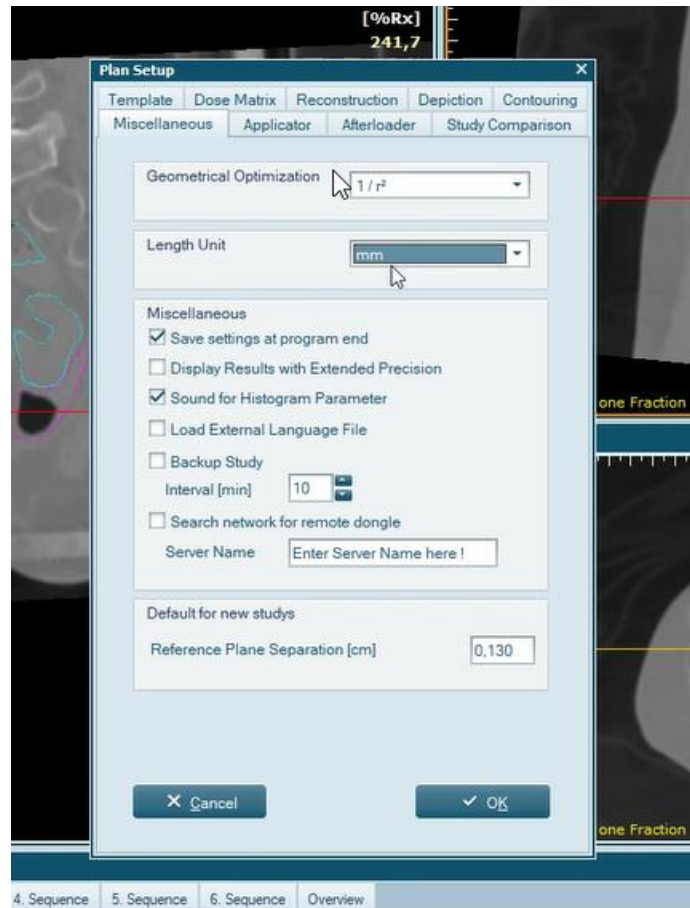 [%Rx]
241,7
Plan Setup
Template Dose Matrix Reconstruction Depiction Contouring
Miscellaneous Applicator Afterloader Study Comparison
Geometrical Optimization 1 / r²
Length Unit mm
Miscellaneous
Save settings at program end
Display Results with Extended Precision
Sound for Histogram Parameter
Load External Language File
Backup Study
Interval [min] 10
Search network for remote dongle
Server Name Enter Server Name here !
Default for new studys
Reference Plane Separation [cm] 0,130
Cancel OK
one Fraction
one Fraction
4. Sequence 5. Sequence 6. Sequence Overview